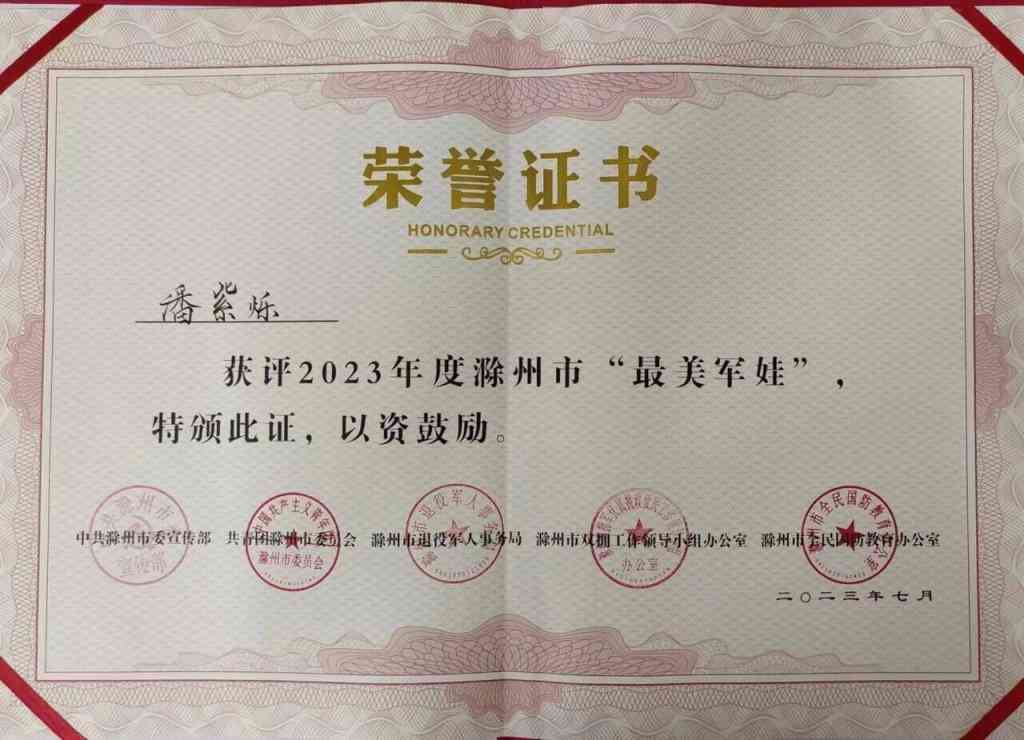 荣誉证书
HONORARY CREDENTIAL
潘紫烁
获评2023年度滁州市“最美军娃”，
特颁此证，以资鼓励。
中共滁州市委宣传部 共青团滁州市委员会 滁州市退役军人事务局 滁州市双拥工作领导小组办公室 滁州市全民国防教育办公室
二〇二三年七月